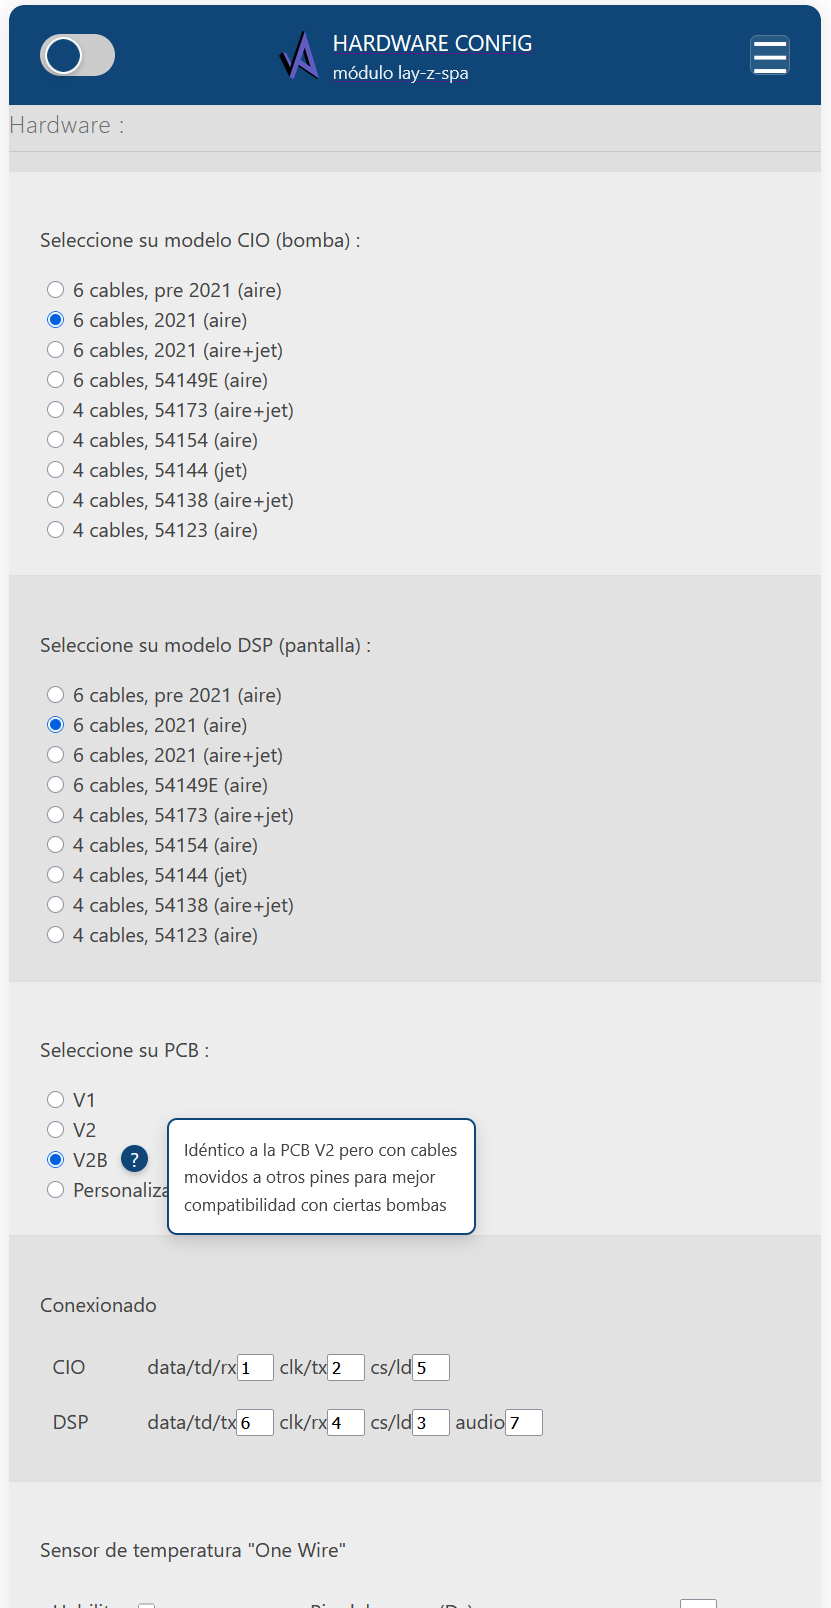 HARDWARE CONFIG
módulo lay-z-spa
Hardware :
Seleccione su modelo CIO (bomba) :
6 cables, pre 2021 (aire)
6 cables, 2021 (aire)
6 cables, 2021 (aire+jet)
6 cables, 54149E (aire)
4 cables, 54173 (aire+jet)
4 cables, 54154 (aire)
4 cables, 54144 (jet)
4 cables, 54138 (aire+jet)
4 cables, 54123 (aire)
Seleccione su modelo DSP (pantalla) :
6 cables, pre 2021 (aire)
6 cables, 2021 (aire)
6 cables, 2021 (aire+jet)
6 cables, 54149E (aire)
4 cables, 54173 (aire+jet)
4 cables, 54154 (aire)
4 cables, 54144 (jet)
4 cables, 54138 (aire+jet)
4 cables, 54123 (aire)
Seleccione su PCB :
V1
V2
V2B ?
Personaliza
Idéntico a la PCB V2 pero con cables
movidos a otros pines para mejor
compatibilidad con ciertas bombas
Conexionado
CIO data/td/rx 1 clk/tx 2 cs/ld 5
DSP data/td/tx 6 clk/rx 4 cs/ld 3 audio 7
Sensor de temperatura "One Wire"